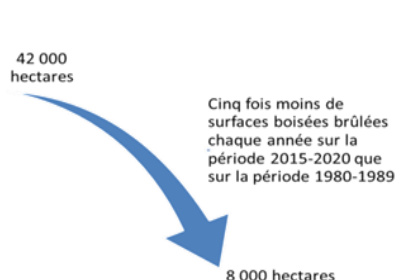 42 000
hectares
Cinq fois moins de
surfaces boisées brûlées
chaque année sur la
période 2015-2020 que
sur la période 1980-1989
8 000 hectares